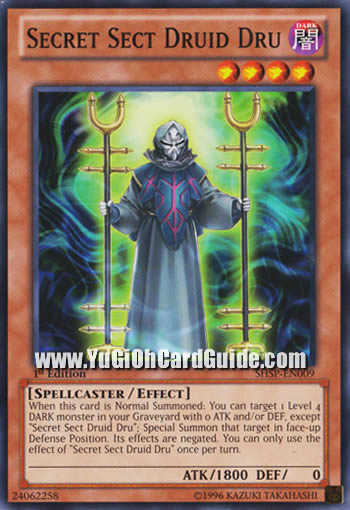 SECRET SECT DRUID DRU
DARK
闇
www.YuGiOhCardGuide.com
1st Edition
SHSP-EN009
[SPELLCASTER / EFFECT]
When this card is Normal Summoned: You can target 1 Level 4
DARK monster in your Graveyard with 0 ATK and/or DEF, except
"Secret Sect Druid Dru"; Special Summon that target in face-up
Defense Position. Its effects are negated. You can only use the
effect of "Secret Sect Druid Dru" once per turn.
ATK/1800 DEF/ 0
24062258
©1996 KAZUKI TAKAHASHI